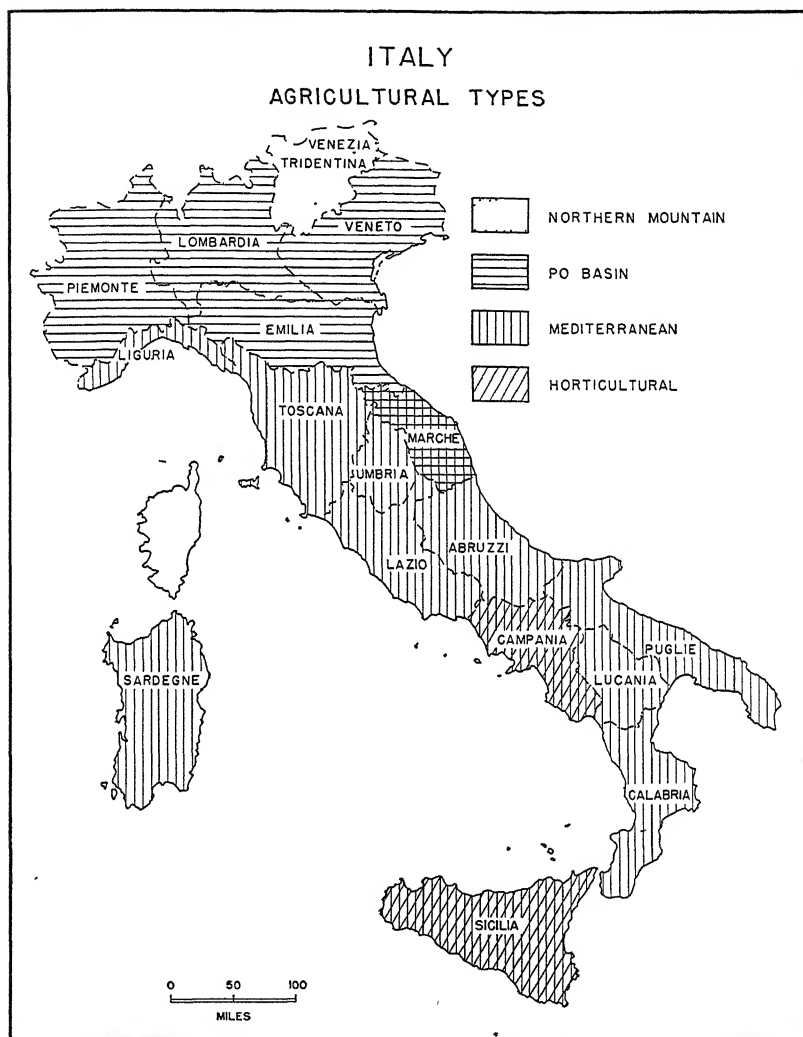 ITALY
AGRICULTURAL TYPES
VENEZIA
TRIDENTINA
NORTHERN MOUNTAIN
VENETO
LOMBARDIA
PO BASIN
PIEMONTE
EMILIA
MEDITERRANEAN
LIGURIA
HORTICULTURAL
TOSCANA
MARCHE
UMBRIA
ABRUZZI
LAZIO
CAMPANIA
PUGLIE
LUCANIA
SARDEGNE
CALABRIA
SICILIA
0 50 100
MILES